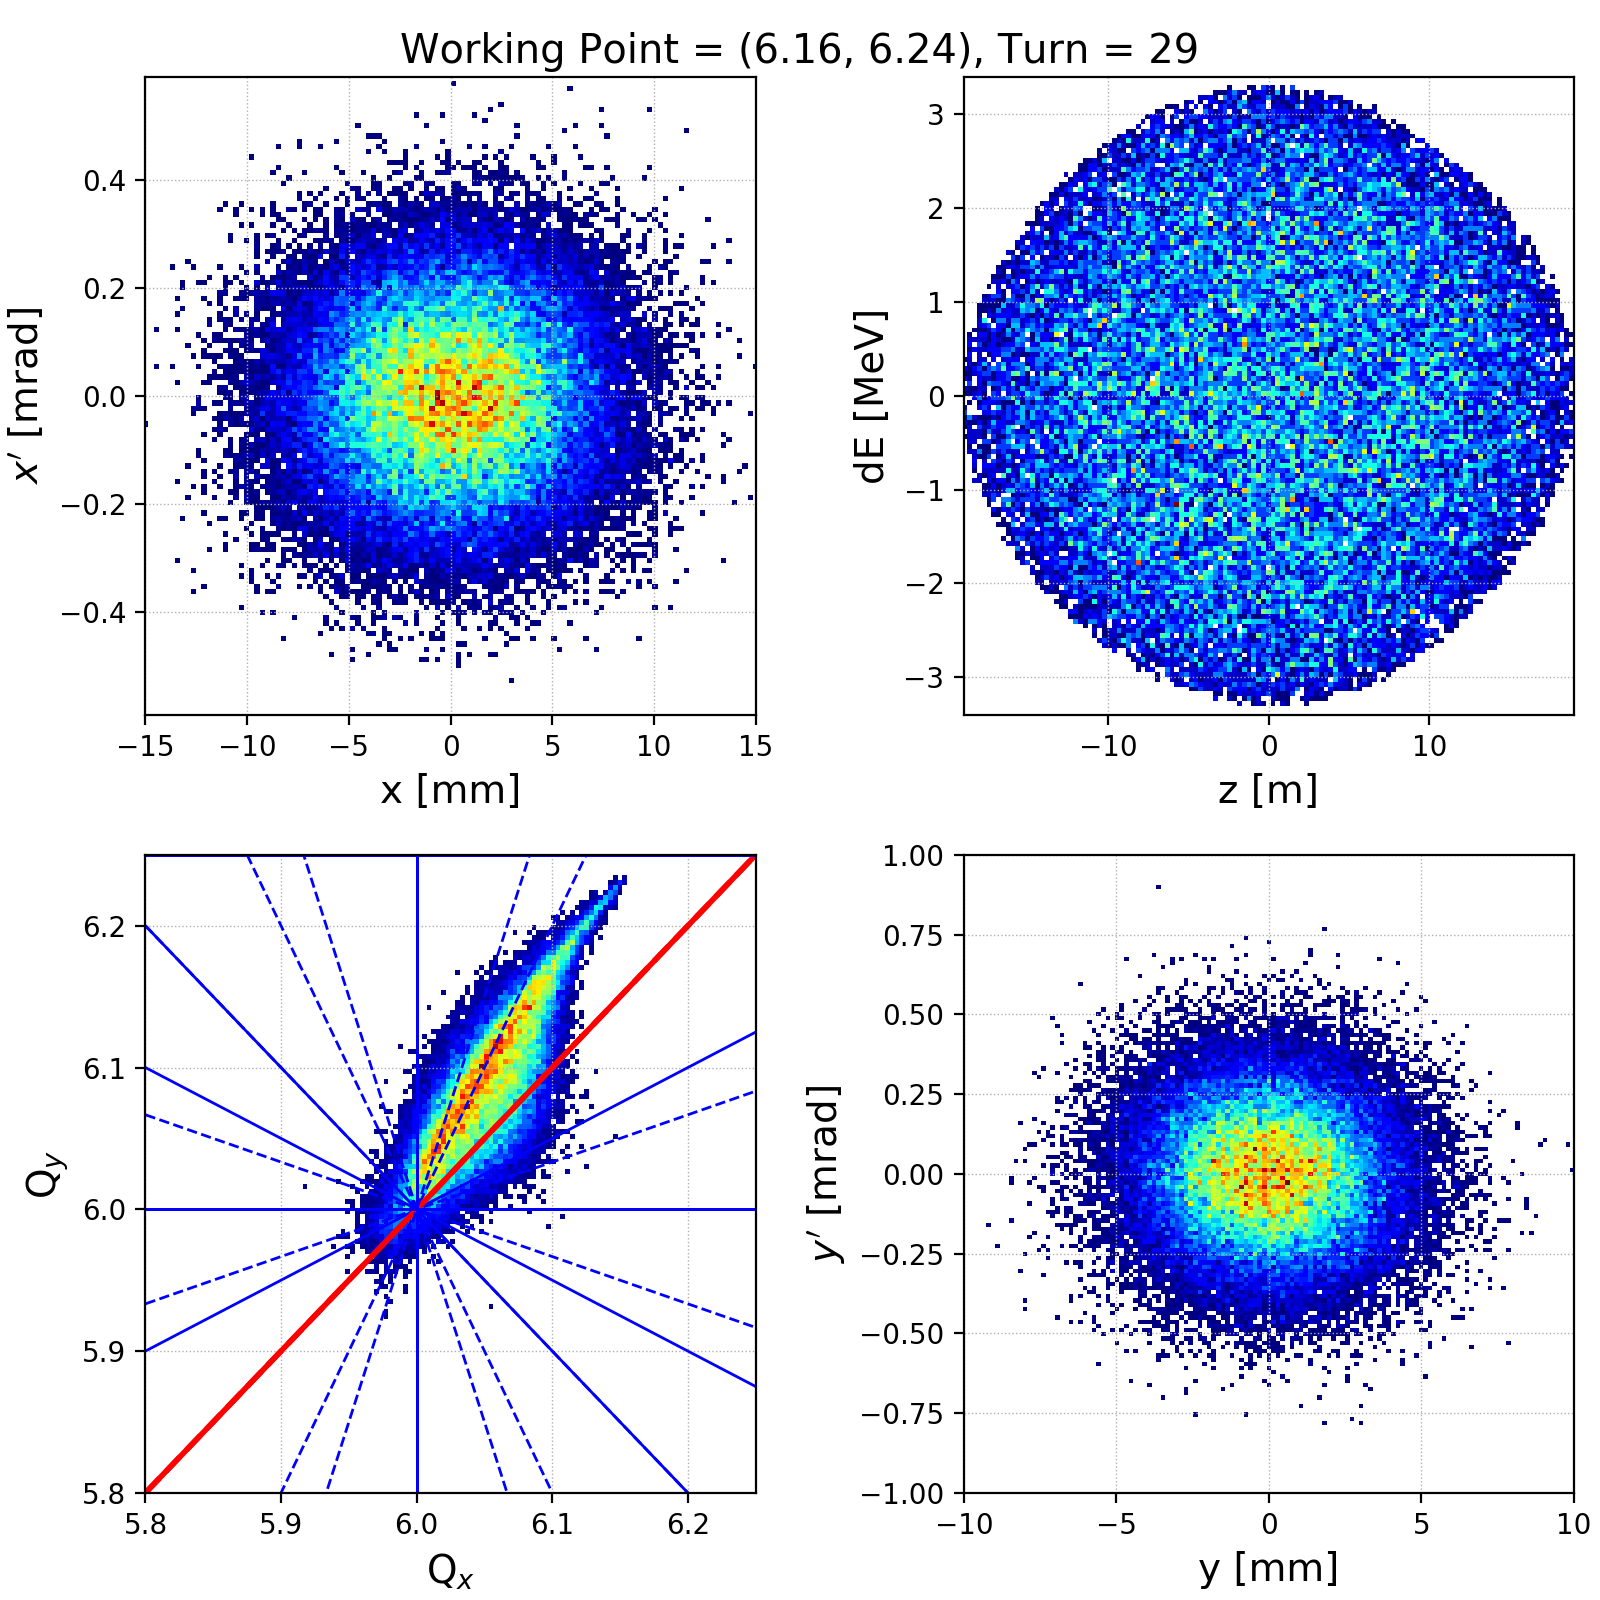 Working Point = (6.16, 6.24), Turn = 29
0.4
0.2
0.0
−0.2
−0.4
x′ [mrad]
−15 −10 −5 0 5 10 15
x [mm]
3
2
1
0
−1
−2
−3
dE [MeV]
−10 0 10
z [m]
6.2
6.1
6.0
5.9
5.8
Qy
5.8 5.9 6.0 6.1 6.2
Qx
1.00
0.75
0.50
0.25
0.00
−0.25
−0.50
−0.75
−1.00
y′ [mrad]
−10 −5 0 5 10
y [mm]